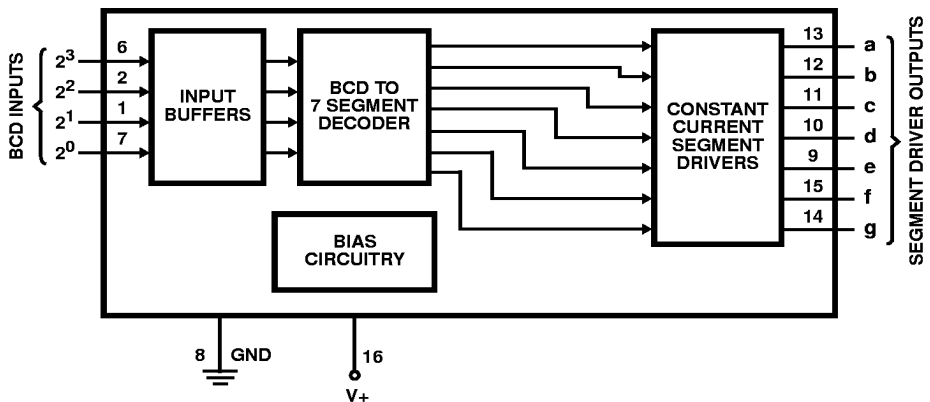 BCD INPUTS
2³
2²
2¹
2⁰
6
2
1
7
INPUT
BUFFERS
BCD TO
7 SEGMENT
DECODER
CONSTANT
CURRENT
SEGMENT
DRIVERS
BIAS
CIRCUITRY
13
12
11
10
9
15
14
a
b
c
d
e
f
g
SEGMENT DRIVER OUTPUTS
8 GND
16
V+